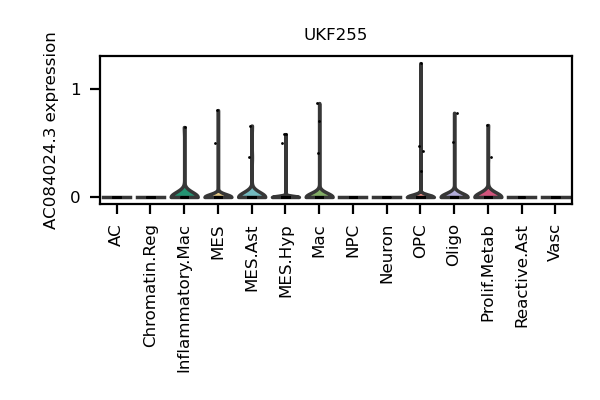 UKF255
AC084024.3 expression
1
0
AC
Chromatin.Reg
Inflammatory.Mac
MES
MES.Ast
MES.Hyp
Mac
NPC
Neuron
OPC
Oligo
Prolif.Metab
Reactive.Ast
Vasc